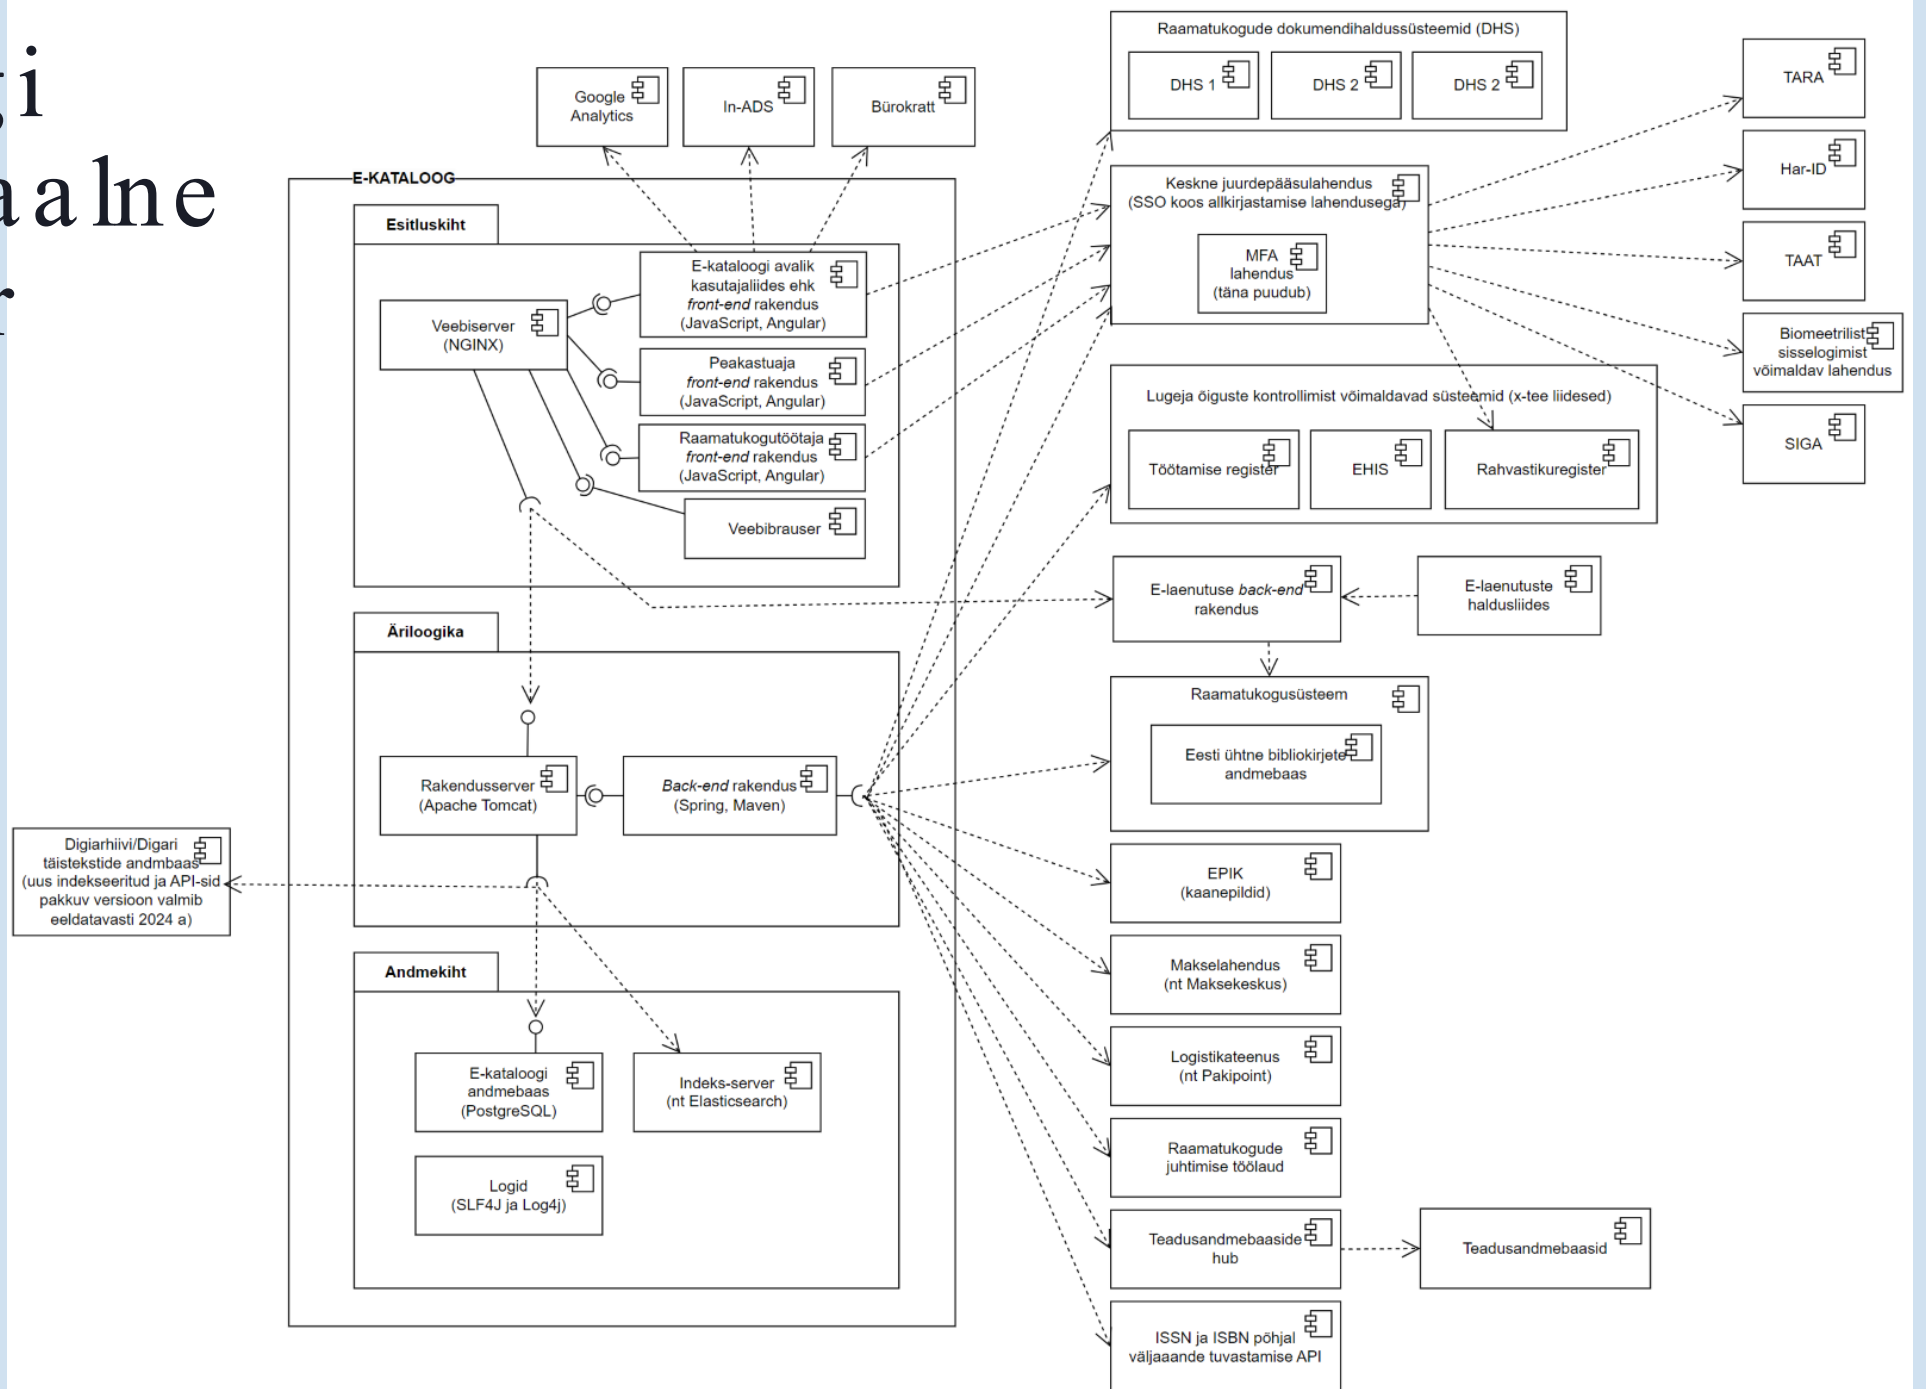 gi
aalne
r
Google
Analytics
In-ADS
Bürokratt
E-KATALOOG
Esitluskiht
Veebiserver
(NGINX)
E-kataloogi avalik
kasutajaliides ehk
front-end rakendus
(JavaScript, Angular)
Peakastuaja
front-end rakendus
(JavaScript, Angular)
Raamatukogutöötaja
front-end rakendus
(JavaScript, Angular)
Veebibrauser
Äriloogika
Rakendusserver
(Apache Tomcat)
Back-end rakendus
(Spring, Maven)
Digiarhiivi/Digari
täistekstide andmbaas
(uus indekseeritud ja API-sid
pakkuv versioon valmib
eeldatavasti 2024 a)
Andmekiht
E-kataloogi
andmebaas
(PostgreSQL)
Indeks-server
(nt Elasticsearch)
Logid
(SLF4J ja Log4j)
Raamatukogude dokumendihaldussüsteemid (DHS)
DHS 1
DHS 2
DHS 2
Keskne juurdepääsulahendus
(SSO koos allkirjastamise lahendusega)
MFA
lahendus
(täna puudub)
TARA
Har-ID
TAAT
Biomeetrilist
sisselogimist
võimaldav lahendus
SIGA
Lugeja õiguste kontrollimist võimaldavad süsteemid (x-tee liidesed)
Töötamise register
EHIS
Rahvastikuregister
E-laenutuse back-end
rakendus
E-laenutuste
haldusliides
Raamatukogusüsteem
Eesti ühtne bibliokirjete
andmebaas
EPIK
(kaanepildid)
Makselahendus
(nt Maksekeskus)
Logistikateenus
(nt Pakipoint)
Raamatukogude
juhtimise töölaud
Teadusandmebaaside
hub
Teadusandmebaasid
ISSN ja ISBN põhjal
väljaaande tuvastamise API